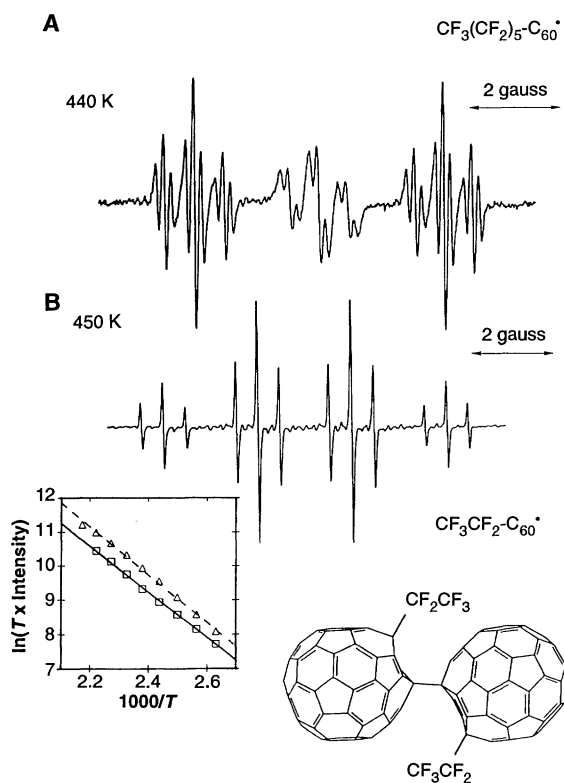 A
CF₃(CF₂)₅-C₆₀•
440 K
2 gauss
B
450 K
2 gauss
CF₃CF₂-C₆₀•
12
11
10
9
8
7
ln(T x Intensity)
2.2 2.4 2.6
1000/T
CF₂CF₃
CF₃CF₂